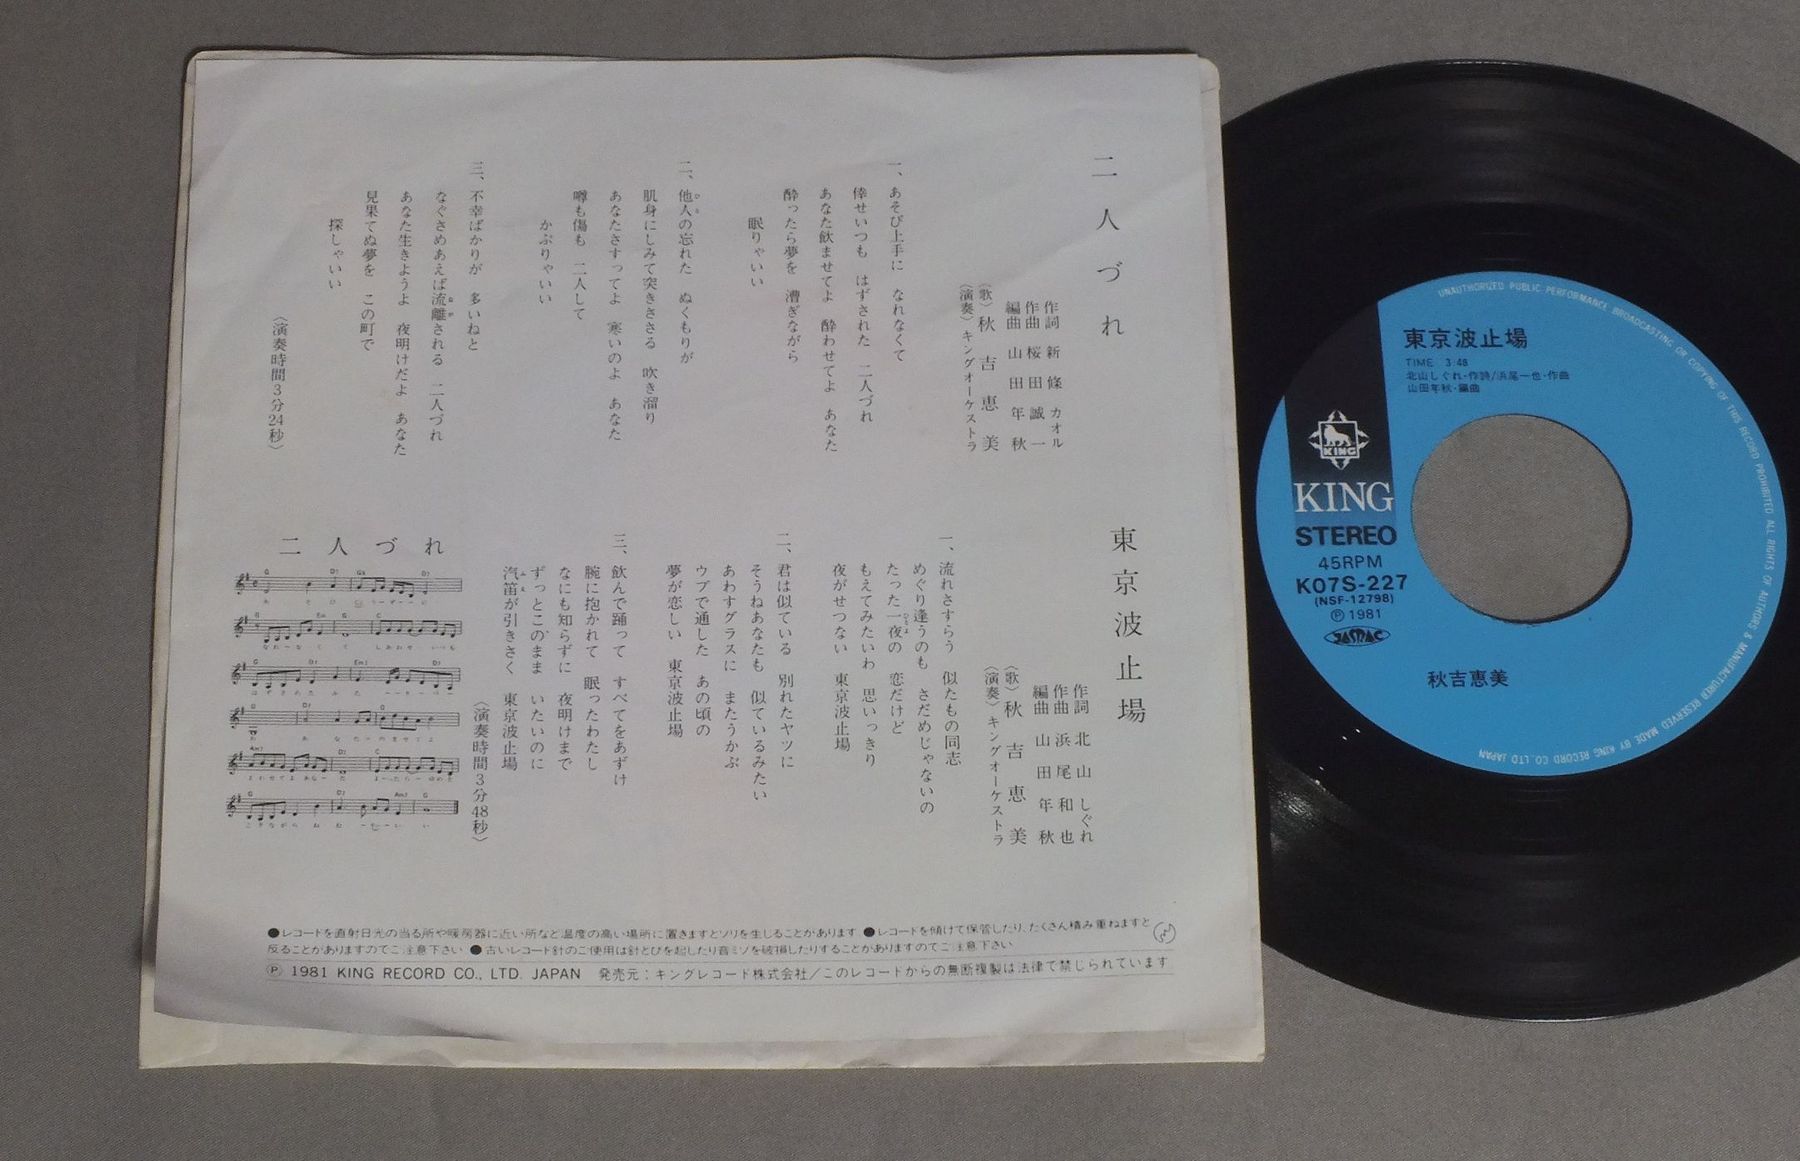 二人づれ
作詞 新條カオル
作曲 桜田誠一
編曲 山田年秋
(歌) 秋吉恵美
(演奏) キングオーケストラ
一、あそび上手に なれなくて
倖せいつも はずされた 二人づれ
あなた飲ませてよ 酔わせてよ あなた
酔ったら夢を 漕ぎながら
眠りゃいい
二、他人の忘れた ぬくもりが
肌身にしみて突きささる 吹き溜り
あなたさすってよ 寒いのよ あなた
噂も傷も 二人して
かぶりゃいい
三、不幸ばかりが 多いねと
なぐさめあえば流離される 二人づれ
あなた生きようよ 夜明けだよ あなた
見果てぬ夢を この町で
探しゃいい
(演奏時間3分24秒)
東京波止場
作詞 北山しぐれ
作曲 浜尾和也
編曲 山田年秋
(歌) 秋吉恵美
(演奏) キングオーケストラ
一、流れさすらう 似たもの同志
めぐり逢うのも さだめじゃないの
たった一夜の 恋だけど
もえてみたいわ 思いっきり
夜がせつない 東京波止場
二、君は似ている 別れたヤツに
そうねあなたも 似ているみたい
あわすグラスに またうかぶ
ウブで通した あの頃の
夢が恋しい 東京波止場
三、飲んで踊って すべてをあずけ
腕に抱かれて 眠ったわたし
なにも知らずに 夜明けまで
ずっとこのまま いたいのに
汽笛が引きさく 東京波止場
(演奏時間3分48秒)
二人づれ
●レコードを直射日光の当る所や暖房器に近い所など温度の高い場所に置きますとソリを生じることがあります ●レコードを傾けて保管したり、たくさん積み重ねますと
反ることがありますのでご注意下さい ●古いレコード針のご使用は針とびを起したり音ミゾを破損したりすることがありますのでご注意下さい
Ⓟ 1981 KING RECORD CO., LTD. JAPAN 発売元:キングレコード株式会社/このレコードからの無断複製は法律で禁じられています
UNAUTHORIZED PUBLIC PERFORMANCE BROADCASTING OR COPYING OF THIS RECORD PROHIBITED ALL RIGHTS OF AUTHORS & MANUFACTURER RESERVED MADE BY KING RECORD CO., LTD JAPAN
東京波止場
TIME 3:48
北山しぐれ・作詩/浜尾一也・作曲
山田年秋・編曲
KING
KING
STEREO
45RPM
K07S-227
(NSF-12798)
Ⓟ 1981
JASRAC
秋吉恵美